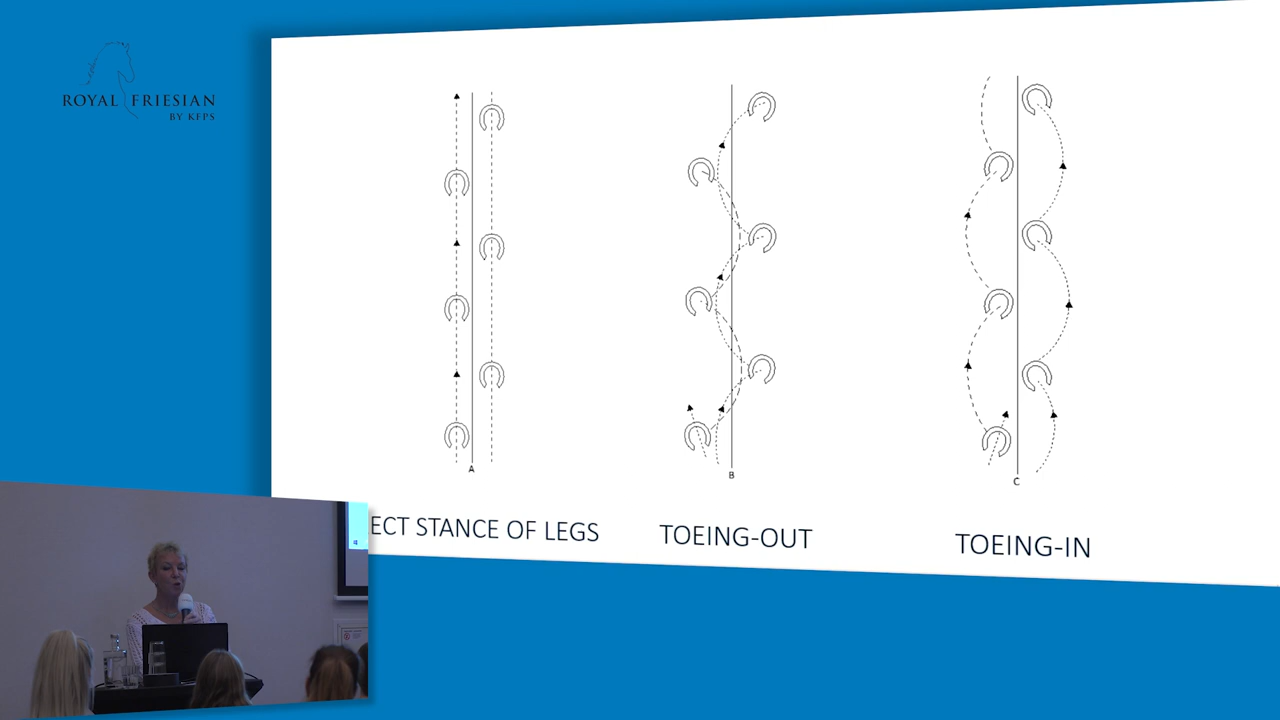 ROYAL FRIESIAN
BY KFPS
A
B
C
ECT STANCE OF LEGS
TOEING-OUT
TOEING-IN